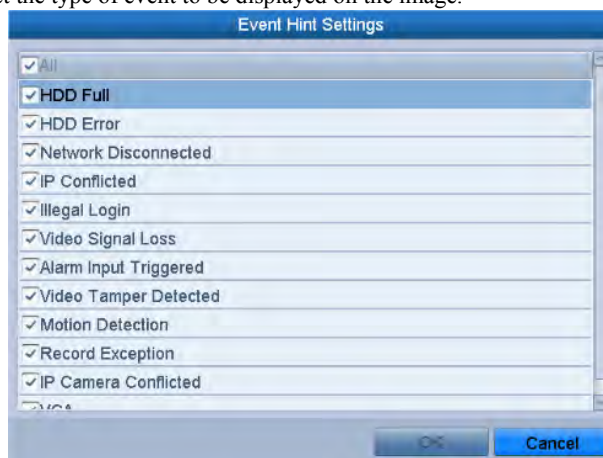 t the type of event to be displayed on the image.
Event Hint Settings
All
HDD Full
HDD Error
Network Disconnected
IP Conflicted
Illegal Login
Video Signal Loss
Alarm Input Triggered
Video Tamper Detected
Motion Detection
Record Exception
IP Camera Conflicted
VCA
OK
Cancel